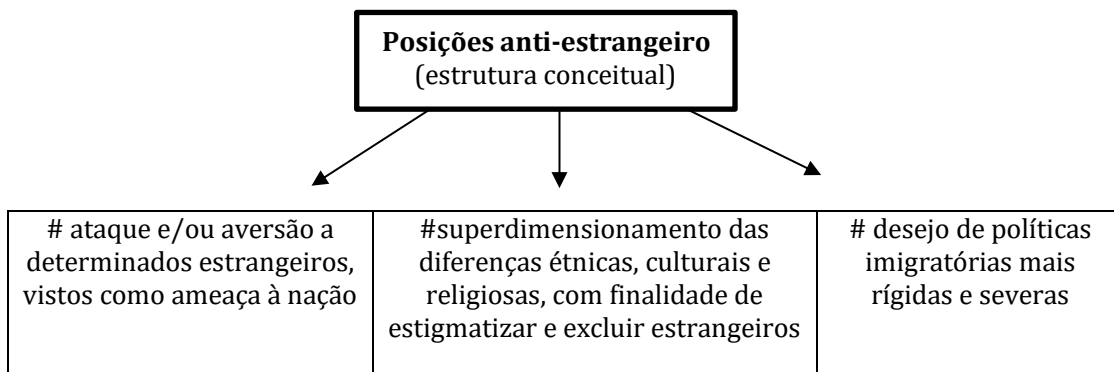 Posições anti-estrangeiro
(estrutura conceitual)
# ataque e/ou aversão a
determinados estrangeiros,
vistos como ameaça à nação
#superdimensionamento das
diferenças étnicas, culturais e
religiosas, com finalidade de
estigmatizar e excluir estrangeiros
# desejo de políticas
imigratórias mais
rígidas e severas